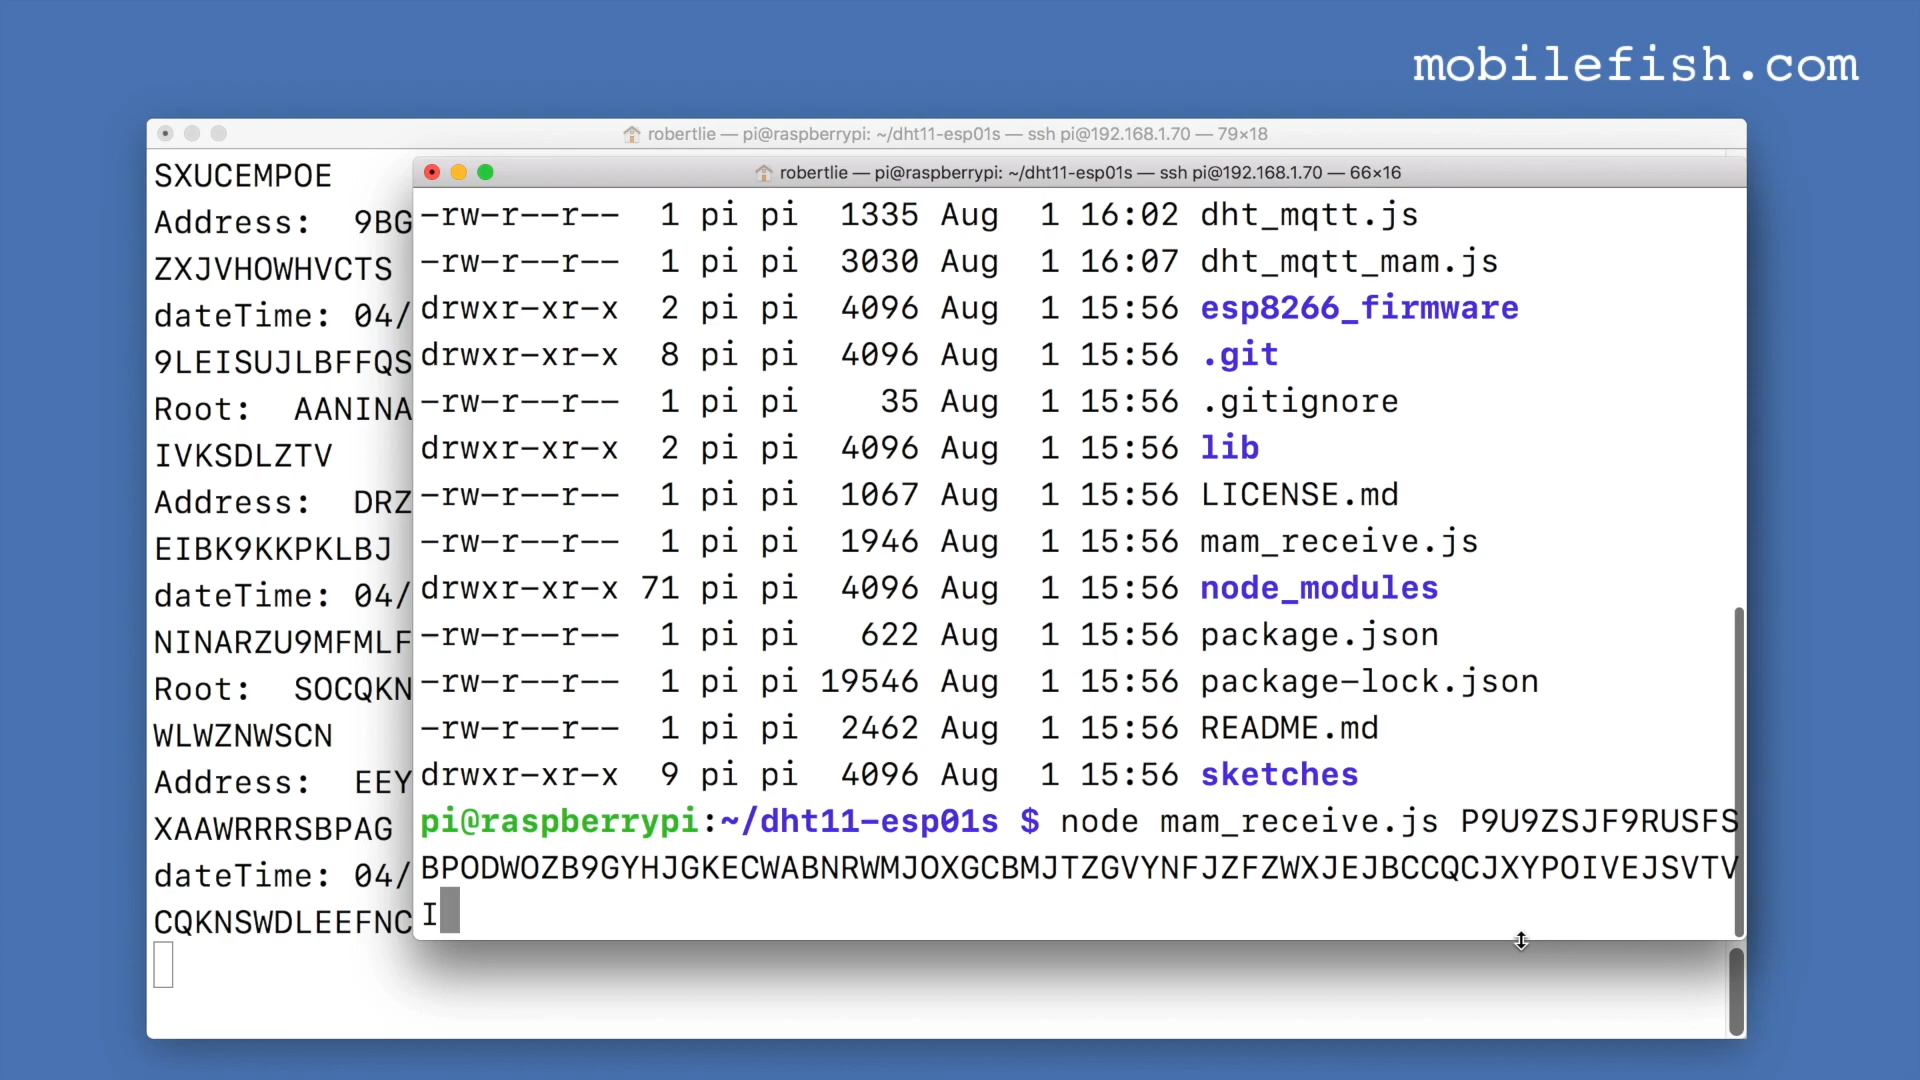 mobilefish.com
robertlie — pi@raspberrypi: ~/dht11-esp01s — ssh pi@192.168.1.70 — 79×18
SXUCEMPOE
Address:  9BG
ZXJVHOWHVCTS
dateTime: 04/
9LEISUJLBFFQS
Root:  AANINA
IVKSDLZTV
Address:  DRZ
EIBK9KKPKLBJ
dateTime: 04/
NINARZU9MFMLF
Root:  SOCQKN
WLWZNWSCN
Address:  EEY
XAAWRRRSBPAG
dateTime: 04/
CQKNSWDLEEFNC
robertlie — pi@raspberrypi: ~/dht11-esp01s — ssh pi@192.168.1.70 — 66×16
-rw-r--r--  1 pi pi  1335 Aug  1 16:02 dht_mqtt.js
-rw-r--r--  1 pi pi  3030 Aug  1 16:07 dht_mqtt_mam.js
drwxr-xr-x  2 pi pi  4096 Aug  1 15:56 esp8266_firmware
drwxr-xr-x  8 pi pi  4096 Aug  1 15:56 .git
-rw-r--r--  1 pi pi    35 Aug  1 15:56 .gitignore
drwxr-xr-x  2 pi pi  4096 Aug  1 15:56 lib
-rw-r--r--  1 pi pi  1067 Aug  1 15:56 LICENSE.md
-rw-r--r--  1 pi pi  1946 Aug  1 15:56 mam_receive.js
drwxr-xr-x 71 pi pi  4096 Aug  1 15:56 node_modules
-rw-r--r--  1 pi pi   622 Aug  1 15:56 package.json
-rw-r--r--  1 pi pi 19546 Aug  1 15:56 package-lock.json
-rw-r--r--  1 pi pi  2462 Aug  1 15:56 README.md
drwxr-xr-x  9 pi pi  4096 Aug  1 15:56 sketches
pi@raspberrypi:~/dht11-esp01s $ node mam_receive.js P9U9ZSJF9RUSFS
BPODWOZB9GYHJGKECWABNRWMJOXGCBMJTZGVYNFJZFZWXJEJBCCQCJXYPOIVEJSVTV
I